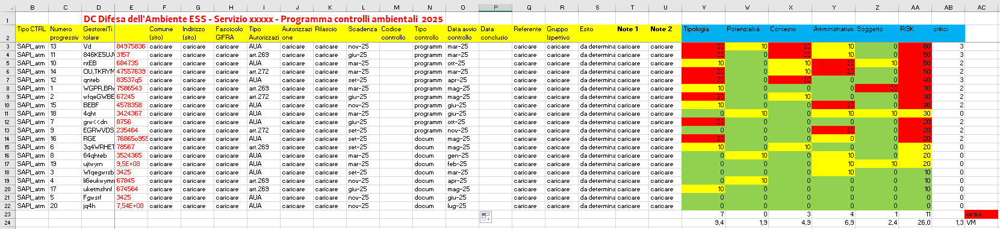 B C D E F G H I J K L M N O P Q R S T U V W X Y Z AA AB AC
1 DC Difesa dell'Ambiente ESS - Servizio xxxxx - Programma controlli ambientali 2025
Tipo CTRL Numero Gestore/Ti Comune Indirizzo Fascicolo Tipo Autorizzazi Rilascio Scadenza Codice Tipo Data avvio Data Referente Gruppo Esito Note 1 Note 2 Tipologia Potenzialità Contesto Amministrativo Soggetto RISK critici
2 progressiv tolare (sito) (sito) GIFRA Autorizzazi one controllo controllo controllo conclusio Ispettivo
3 SAPI_atm 13 Vd 84975836 caricare caricare caricare AUA caricare caricare nov-25 programm mar-25 caricare caricare da determina caricare caricare 20 10 20 10 0 60 3
4 SAPI_atm 11 846KE5UJV 3157 caricare caricare caricare art.269 caricare caricare giu-25 programm mar-25 caricare caricare da determina caricare caricare 20 0 20 10 0 50 3
5 SAPI_atm 10 ntEB 684735 caricare caricare caricare AUA caricare caricare mar-25 programm ott-25 caricare caricare da determina caricare caricare 10 0 10 20 10 50 2
6 SAPI_atm 14 OU,TKRYM 47557639 caricare caricare caricare art.272 caricare caricare mar-25 programm mar-25 caricare caricare da determina caricare caricare 20 0 10 20 0 50 2
7 SAPI_atm 12 qnteb 83537q5 caricare caricare caricare AUA caricare caricare set-25 programm apr-25 caricare caricare da determina caricare caricare 20 0 20 0 0 40 3
8 SAPI_atm 1 WGPR,BRw 7586543 caricare caricare caricare art.269 caricare caricare mar-25 programm mag-25 caricare caricare da determina caricare caricare 10 0 0 0 20 30 2
9 SAPI_atm 2 wfqeGWBE 67245 caricare caricare caricare art.272 caricare caricare giu-25 programm mag-25 caricare caricare da determina caricare caricare 20 0 10 0 0 30 2
10 SAPI_atm 15 BEBF 4578358 caricare caricare caricare AUA caricare caricare nov-25 programm giu-25 caricare caricare da determina caricare caricare 10 0 0 20 0 30 2
11 SAPI_atm 18 4qht 3424367 caricare caricare caricare AUA caricare caricare mar-25 programm giu-25 caricare caricare da determina caricare caricare 0 10 0 10 10 30 0
12 SAPI_atm 7 grw<<dn 8756 caricare caricare caricare AUA caricare caricare giu-25 programm ott-25 caricare caricare da determina caricare caricare 20 0 0 0 0 20 2
13 SAPI_atm 9 EGRWVDS 235464 caricare caricare caricare art.272 caricare caricare set-25 programm nov-25 caricare caricare da determina caricare caricare 0 0 0 20 0 20 2
14 SAPI_atm 16 RGE 76865o959 caricare caricare caricare AUA caricare caricare set-25 docum mag-25 caricare caricare da determina caricare caricare 20 0 0 0 0 20 2
15 SAPI_atm 6 3q4WRHET 78567 caricare caricare caricare art.269 caricare caricare set-25 docum mag-25 caricare caricare da determina caricare caricare 10 0 10 0 0 20 0
16 SAPI_atm 8 64qhteb 3524365 caricare caricare caricare AUA caricare caricare mar-25 docum gen-25 caricare caricare da determina caricare caricare 0 0 10 10 0 20 0
17 SAPI_atm 19 ujtwyrn 9,5E+08 caricare caricare caricare AUA caricare caricare mar-25 docum feb-25 caricare caricare da determina caricare caricare 0 0 0 10 10 20 0
18 SAPI_atm 3 Wfqegwrsb 3425 caricare caricare caricare AUA caricare caricare set-25 docum mar-25 caricare caricare da determina caricare caricare 0 0 0 10 0 10 0
19 SAPI_atm 4 li6eukwymr 67845 caricare caricare caricare art.269 caricare caricare nov-25 docum apr-25 caricare caricare da determina caricare caricare 0 10 0 0 0 10 0
20 SAPI_atm 17 uketmshnf 674564 caricare caricare caricare art.269 caricare caricare giu-25 docum mag-25 caricare caricare da determina caricare caricare 10 0 0 0 0 10 0
21 SAPI_atm 5 Fgwsrf 3425 caricare caricare caricare AUA caricare caricare nov-25 docum giu-25 caricare caricare da determina caricare caricare 0 0 0 0 0 0 0
22 SAPI_atm 20 jq4h 7,54E+08 caricare caricare caricare AUA caricare caricare nov-25 docum lug-25 caricare caricare da determina caricare caricare 0 0 0 0 0 0 0
23 7 0 3 4 1 11 critici
24 9,4 1,9 4,9 6,9 2,4 26,0 1,3 VM